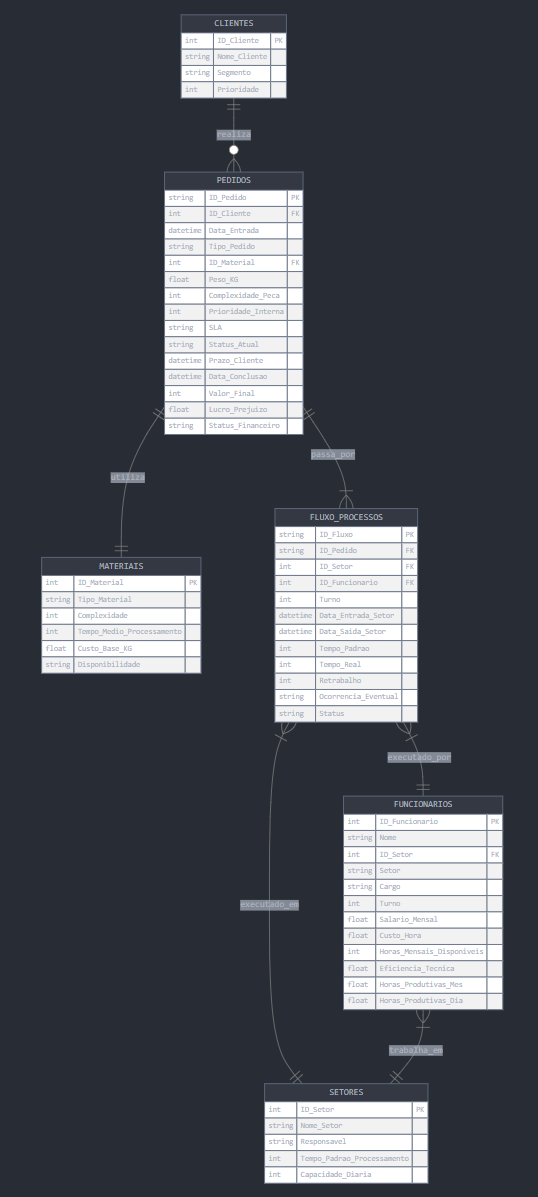 CLIENTES
int ID_Cliente PK
string Nome_Cliente
string Segmento
int Prioridade
realiza
PEDIDOS
string ID_Pedido PK
int ID_Cliente FK
datetime Data_Entrada
string Tipo_Pedido
int ID_Material FK
float Peso_KG
int Complexidade_Peca
int Prioridade_Interna
string SLA
string Status_Atual
datetime Prazo_Cliente
datetime Data_Conclusao
int Valor_Final
float Lucro_Prejuizo
string Status_Financeiro
passa_por
utiliza
FLUXO_PROCESSOS
string ID_Fluxo PK
string ID_Pedido FK
int ID_Setor FK
int ID_Funcionario FK
int Turno
datetime Data_Entrada_Setor
datetime Data_Saida_Setor
int Tempo_Padrao
int Tempo_Real
int Retrabalho
string Ocorrencia_Eventual
string Status
MATERIAIS
int ID_Material PK
string Tipo_Material
int Complexidade
int Tempo_Medio_Processamento
float Custo_Base_KG
string Disponibilidade
executado_por
FUNCIONARIOS
int ID_Funcionario PK
string Nome
int ID_Setor FK
string Setor
string Cargo
int Turno
float Salario_Mensal
float Custo_Hora
int Horas_Mensais_Disponiveis
float Eficiencia_Tecnica
float Horas_Produtivas_Mes
float Horas_Produtivas_Dia
executado_em
trabalha_em
SETORES
int ID_Setor PK
string Nome_Setor
string Responsavel
int Tempo_Padrao_Processamento
int Capacidade_Diaria